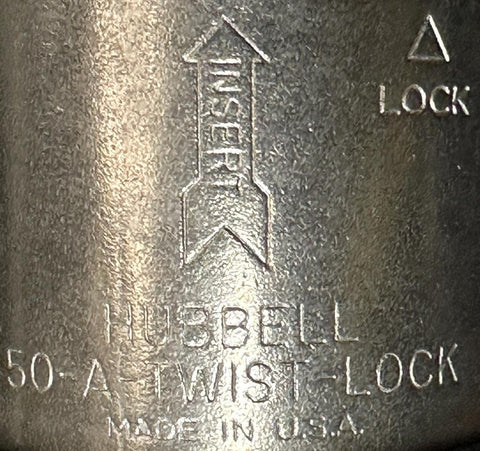 INSERT
LOCK
HUBBELL
50-A-TWIST-LOCK
MADE IN U.S.A.